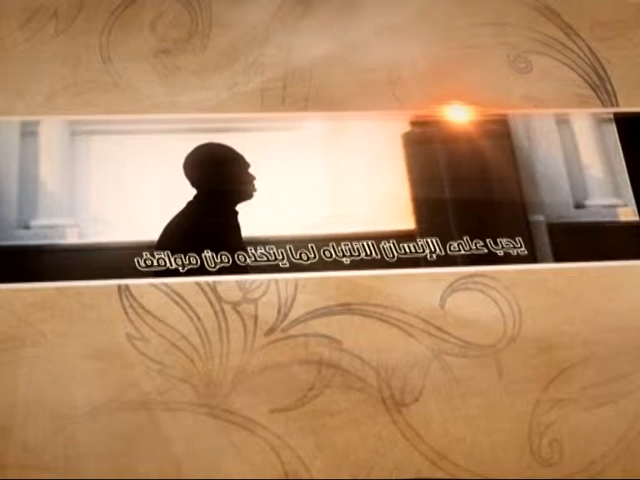 يجب على الإنسان الانتباه لما يتخذه من مواقف